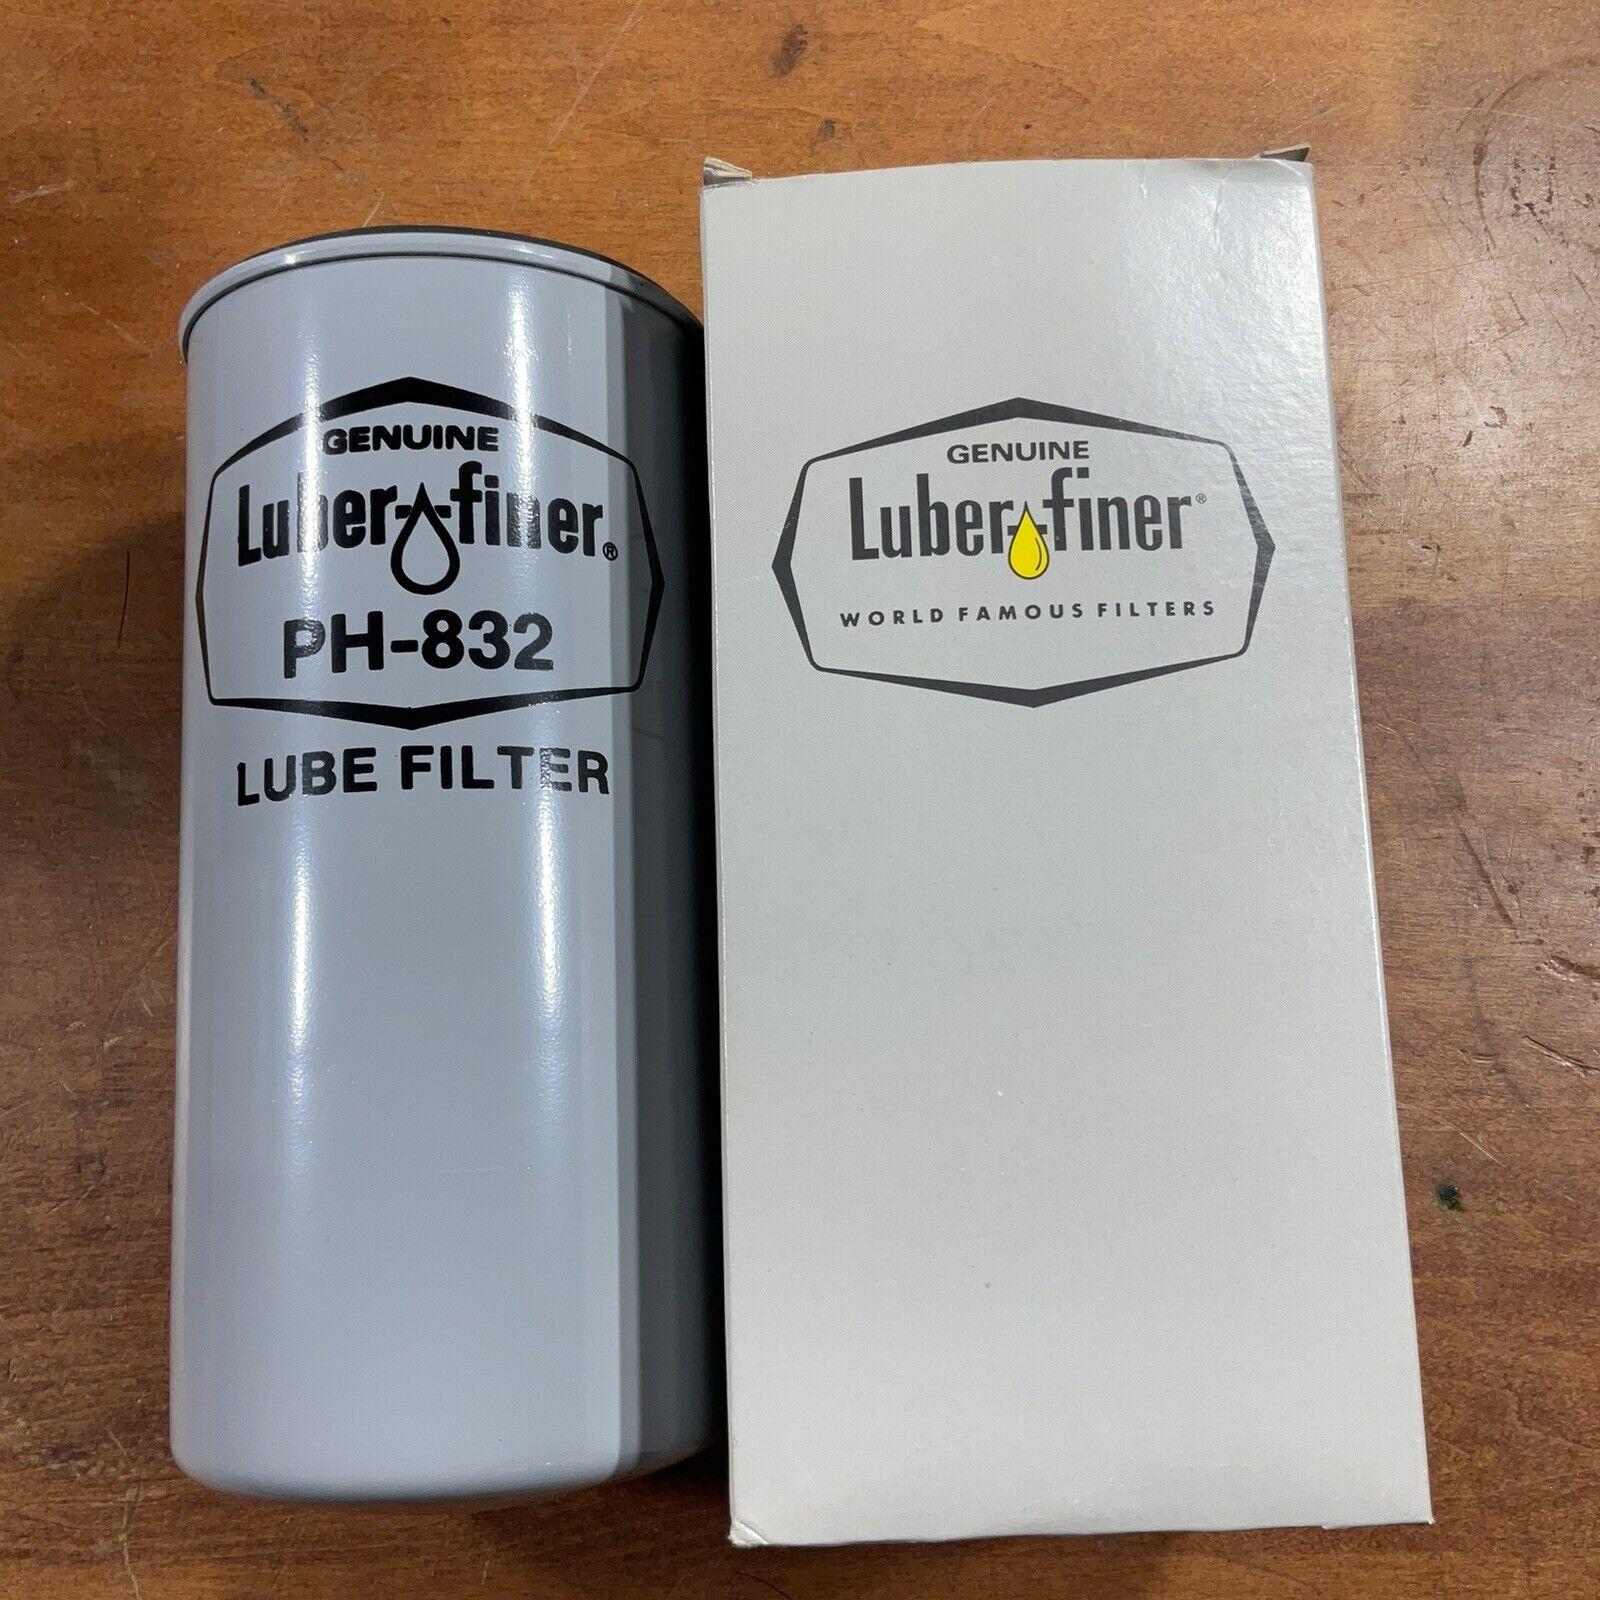 GENUINE
Luber-finer®
PH-832
LUBE FILTER
GENUINE
Luber-finer®
WORLD FAMOUS FILTERS